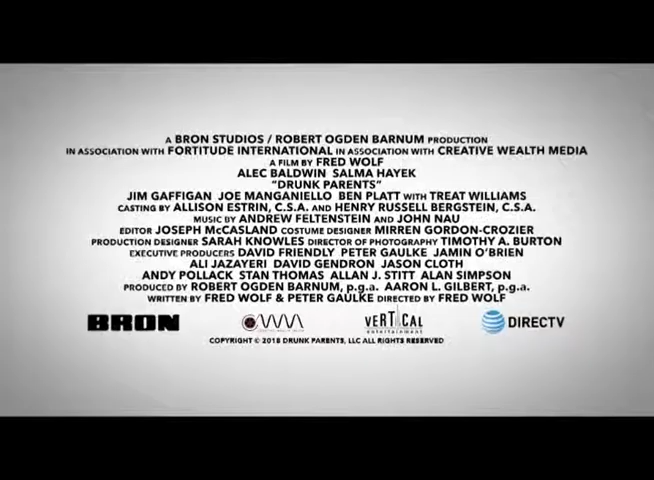 A BRON STUDIOS / ROBERT OGDEN BARNUM PRODUCTION
IN ASSOCIATION WITH FORTITUDE INTERNATIONAL IN ASSOCIATION WITH CREATIVE WEALTH MEDIA
A FILM BY FRED WOLF
ALEC BALDWIN SALMA HAYEK
"DRUNK PARENTS"
JIM GAFFIGAN JOE MANGANIELLO BEN PLATT WITH TREAT WILLIAMS
CASTING BY ALLISON ESTRIN, C.S.A. AND HENRY RUSSELL BERGSTEIN, C.S.A.
MUSIC BY ANDREW FELTENSTEIN AND JOHN NAU
EDITOR JOSEPH McCASLAND COSTUME DESIGNER MIRREN GORDON-CROZIER
PRODUCTION DESIGNER SARAH KNOWLES DIRECTOR OF PHOTOGRAPHY TIMOTHY A. BURTON
EXECUTIVE PRODUCERS DAVID FRIENDLY PETER GAULKE JAMIN O'BRIEN
ALI JAZAYERI DAVID GENDRON JASON CLOTH
ANDY POLLACK STAN THOMAS ALLAN J. STITT ALAN SIMPSON
PRODUCED BY ROBERT OGDEN BARNUM, p.g.a. AARON L. GILBERT, p.g.a.
WRITTEN BY FRED WOLF & PETER GAULKE DIRECTED BY FRED WOLF
BRON VERTICAL entertainment DIRECTV
COPYRIGHT © 2018 DRUNK PARENTS, LLC ALL RIGHTS RESERVED